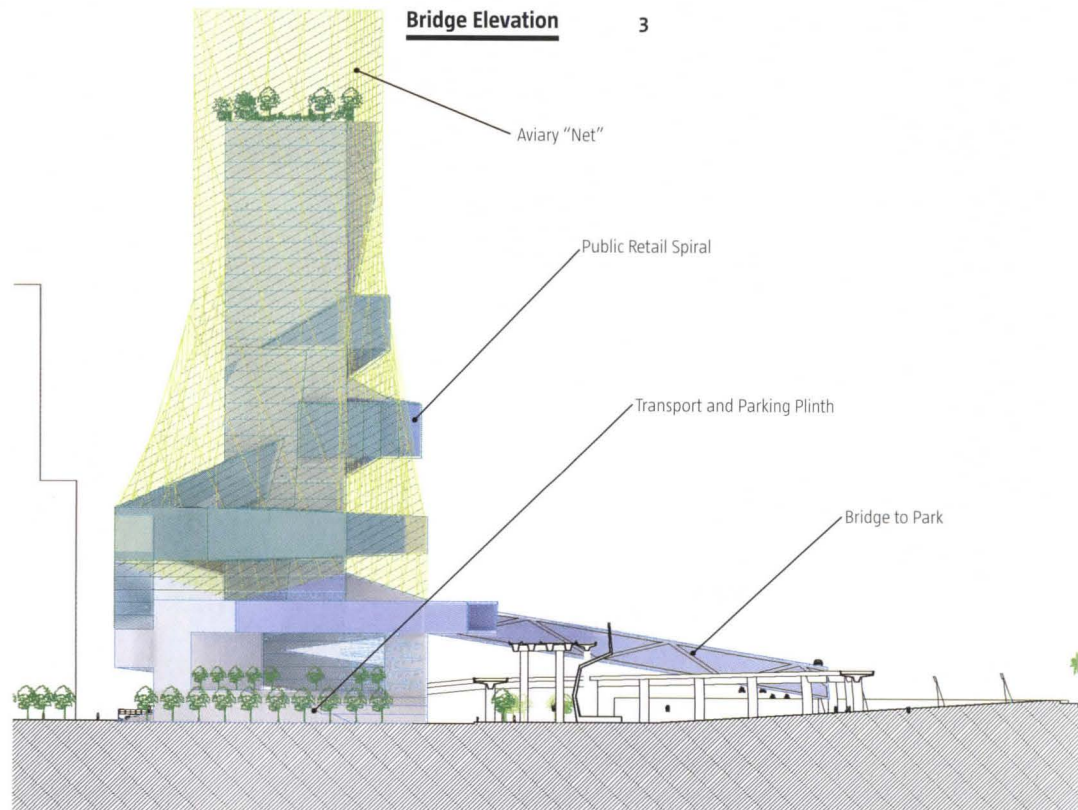 Bridge Elevation 3
Aviary "Net"
Public Retail Spiral
Transport and Parking Plinth
Bridge to Park